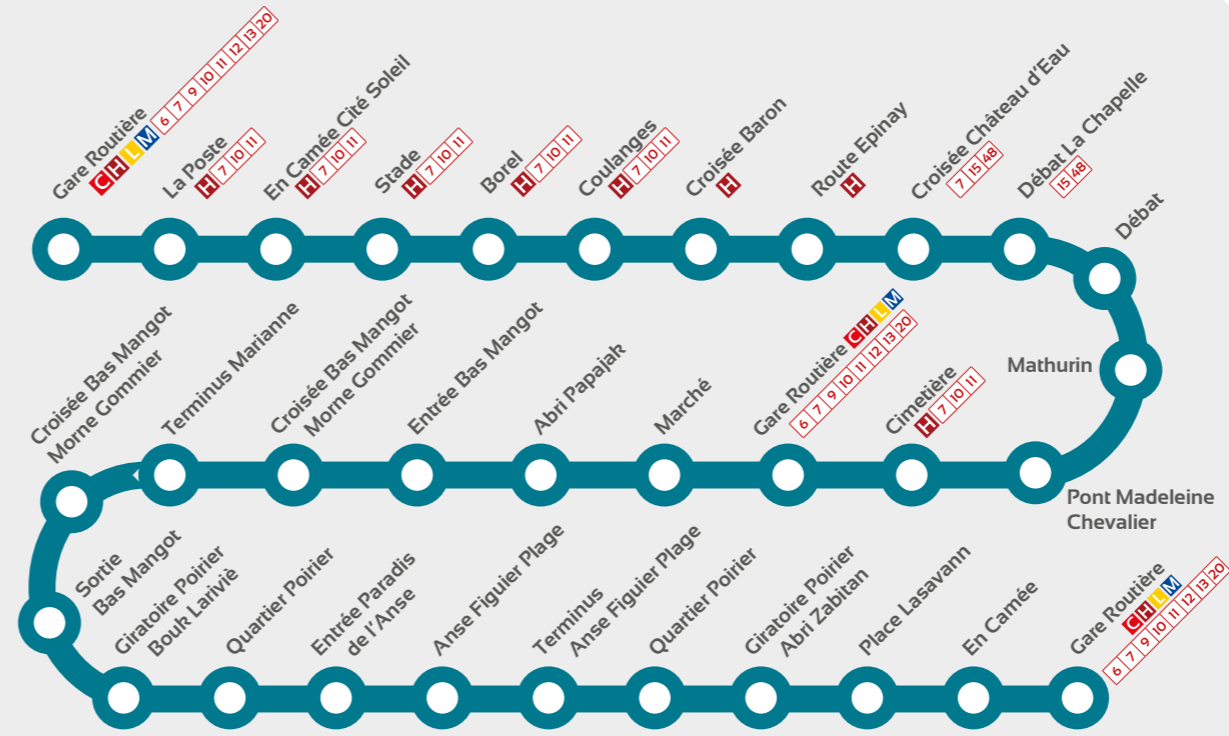 Gare Routière
C H L M 6 7 9 10 11 12 13 20
La Poste
H 7 10 11
En Camée Cité Soleil
H 7 10 11
Stade
H 7 10 11
Borel
H 7 10 11
Coulanges
H 7 10 11
Croisée Baron
H
Route Epinay
H
Croisée Château d'Eau
7 15 48
Débat La Chapelle
15 48
Débat
Mathurin
Pont Madeleine
Chevalier
Cimetière
H 7 10 11
Gare Routière C H L M
6 7 9 10 11 12 13 20
Marché
Abri Papajak
Entrée Bas Mangot
Croisée Bas Mangot
Morne Gommier
Terminus Marianne
Croisée Bas Mangot
Morne Gommier
Sortie
Bas Mangot
Giratoire Poirier
Bouk Lariviè
Quartier Poirier
Entrée Paradis
de l'Anse
Anse Figuier Plage
Terminus
Anse Figuier Plage
Quartier Poirier
Giratoire Poirier
Abri Zabitan
Place Lasavann
En Camée
Gare Routière
C H L M
6 7 9 10 11 12 13 20